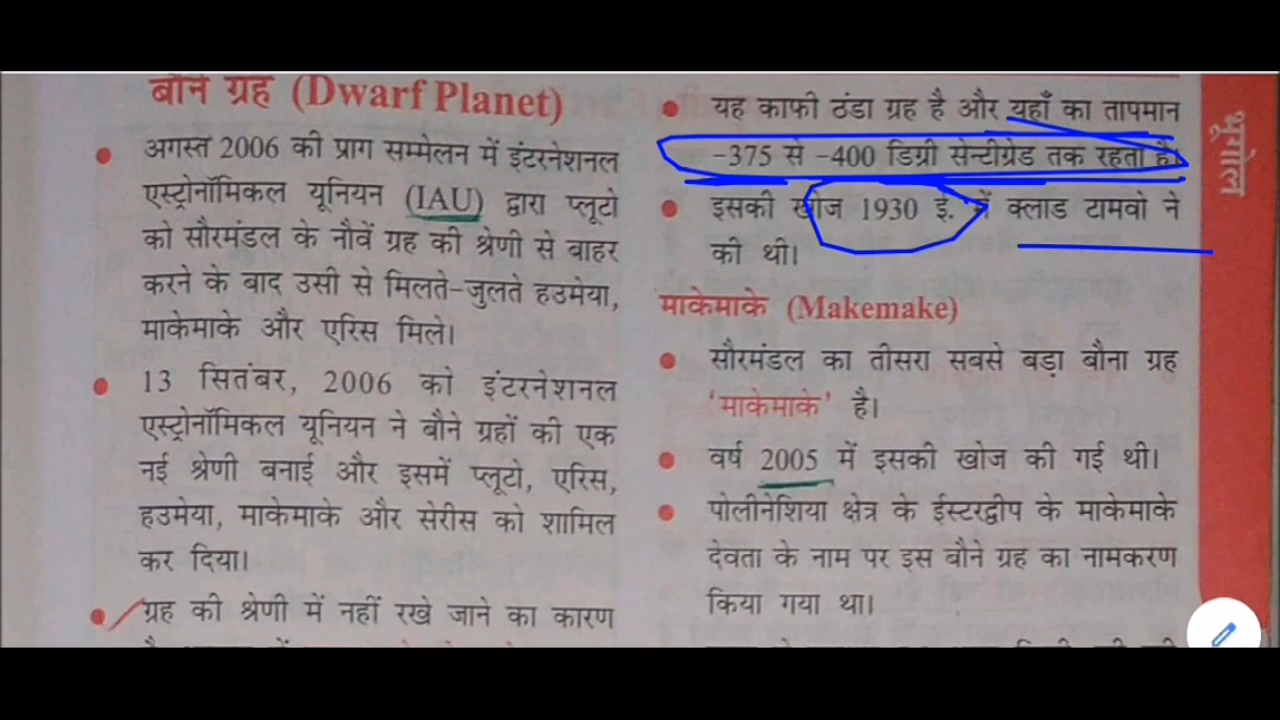 बौने ग्रह (Dwarf Planet)
अगस्त 2006 की प्राग सम्मेलन में इंटरनेशनल
एस्ट्रोनॉमिकल यूनियन (IAU) द्वारा प्लूटो
को सौरमंडल के नौवें ग्रह की श्रेणी से बाहर
करने के बाद उसी से मिलते-जुलते हउमेया,
माकेमाके और एरिस मिले।
13 सितंबर, 2006 को इंटरनेशनल
एस्ट्रोनॉमिकल यूनियन ने बौने ग्रहों की एक
नई श्रेणी बनाई और इसमें प्लूटो, एरिस,
हउमेया, माकेमाके और सेरीस को शामिल
कर दिया।
ग्रह की श्रेणी में नहीं रखे जाने का कारण
यह काफी ठंडा ग्रह है और यहाँ का तापमान
-375 से -400 डिग्री सेन्टीग्रेड तक रहता है।
इसकी खोज 1930 ई. में क्लाड टामवो ने
की थी।
माकेमाके (Makemake)
सौरमंडल का तीसरा सबसे बड़ा बौना ग्रह
'माकेमाके' है।
वर्ष 2005 में इसकी खोज की गई थी।
पोलीनेशिया क्षेत्र के ईस्टरद्वीप के माकेमाके
देवता के नाम पर इस बौने ग्रह का नामकरण
किया गया था।
भूगोल